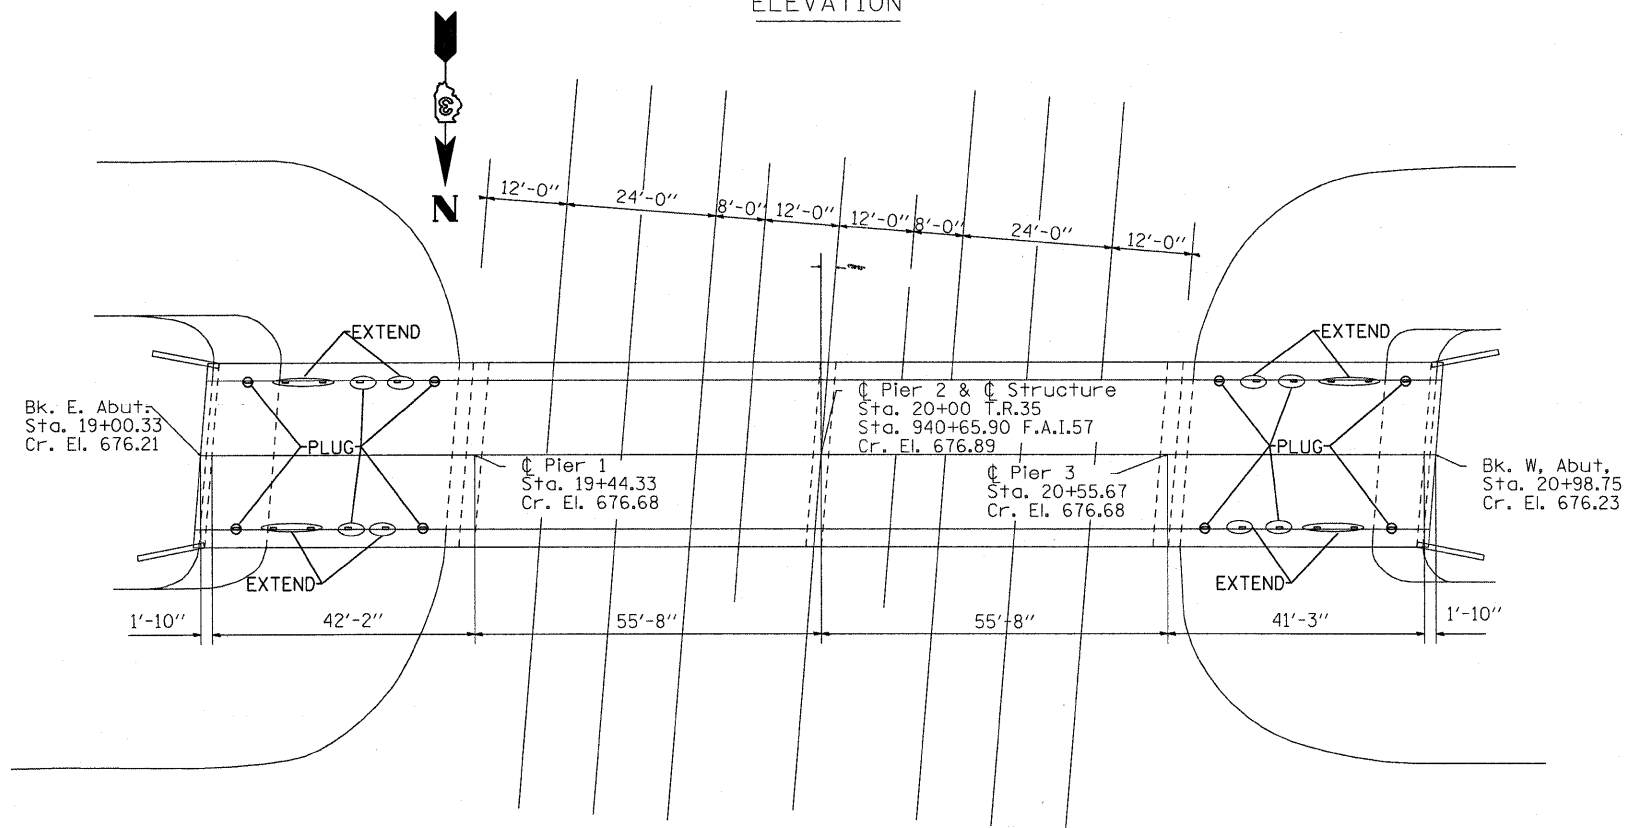 ELEVATION
3
N
12'-0"
24'-0"
8'-0"
12'-0"
12'-0"
8'-0"
24'-0"
12'-0"
EXTEND
EXTEND
Bk. E. Abut.
Sta. 19+00.33
Cr. El. 676.21
PLUG
℄ Pier 1
Sta. 19+44.33
Cr. El. 676.68
℄ Pier 2 & ℄ Structure
Sta. 20+00 T.R.35
Sta. 940+65.90 F.A.I.57
Cr. El. 676.89
℄ Pier 3
Sta. 20+55.67
Cr. El. 676.68
PLUG
Bk. W. Abut.
Sta. 20+98.75
Cr. El. 676.23
EXTEND
EXTEND
1'-10"
42'-2"
55'-8"
55'-8"
41'-3"
1'-10"